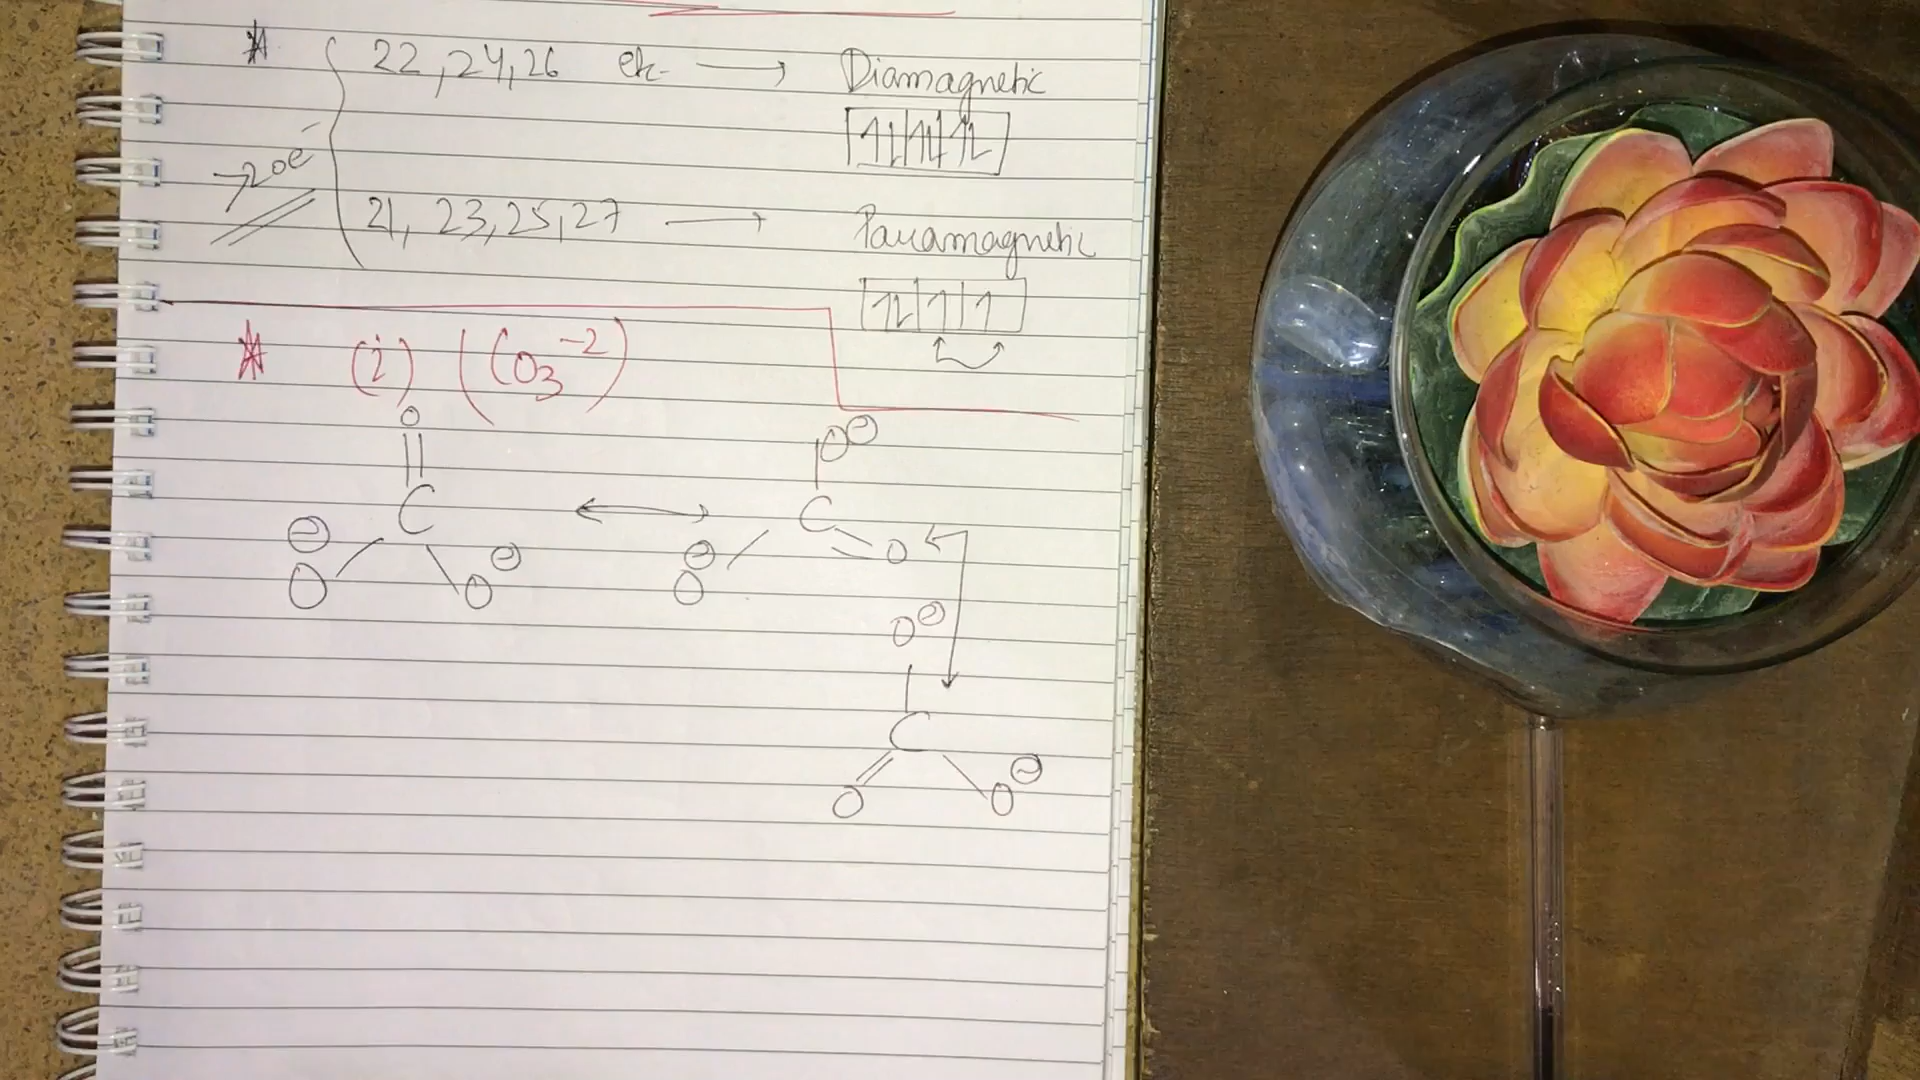 22, 24, 26 etc → Diamagnetic
>20e⁻
21, 23, 25, 27 → Paramagnetic
(i) (CO₃⁻²)
O O⊖
C ↔ C
⊖ ⊖ ⊖ O
O O O
O⊖
C
⊖
O O